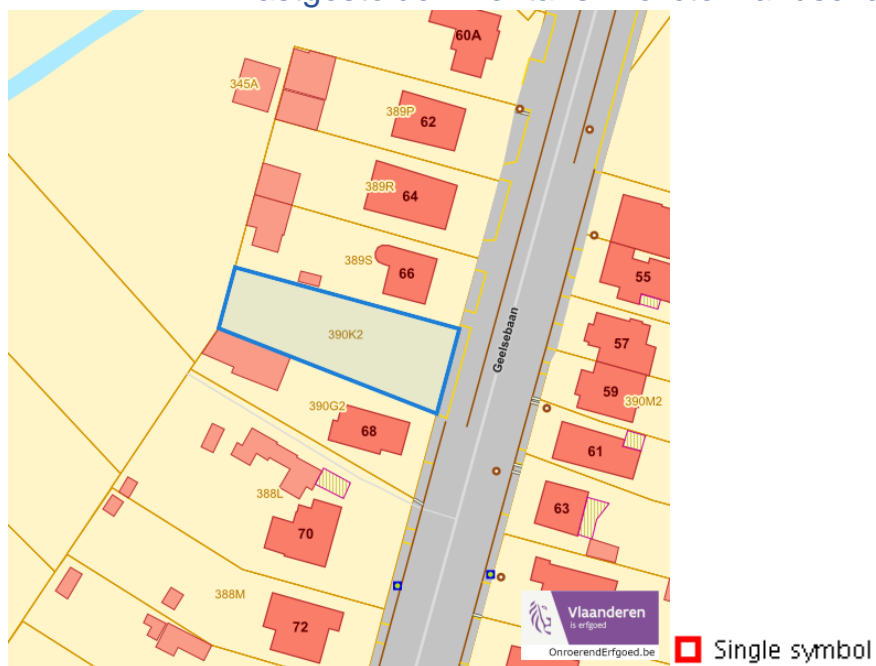 60A
345A
389P
62
389R
64
389S
66
55
390K2
Geelsebaan
57
59
390M2
390G2
68
61
388L
63
70
388M
72
Vlaanderen
is erfgoed
OnroerendErfgoed.be
Single symbol